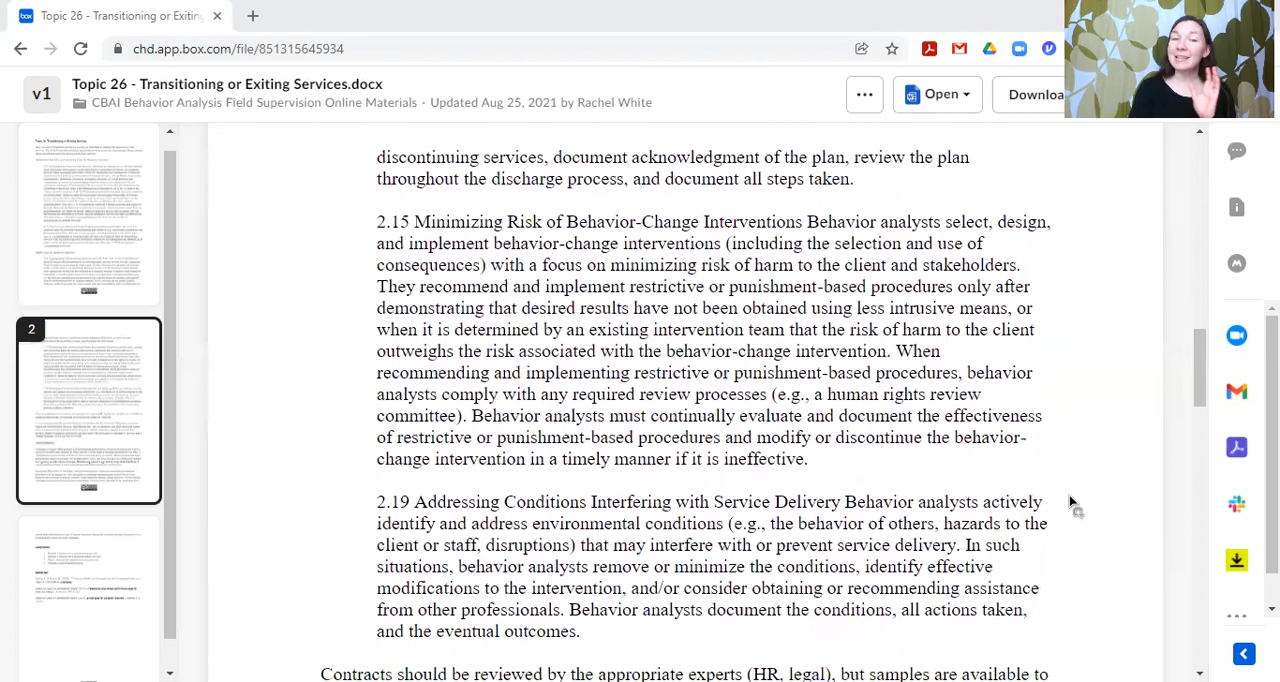 Topic 26 - Transitioning or Exiting
chd.app.box.com/file/851315645934
v1
Topic 26 - Transitioning or Exiting Services.docx
CBAI Behavior Analysis Field Supervision Online Materials · Updated Aug 25, 2021 by Rachel White
Open
Downloa
2
discontinuing services, document acknowledgment of the plan, review the plan
throughout the discharge process, and document all steps taken.
2.15 Minimizing Risk of Behavior-Change Interventions Behavior analysts select, design,
and implement behavior-change interventions (including the selection and use of
consequences) with a focus on minimizing risk of harm to the client and stakeholders.
They recommend and implement restrictive or punishment-based procedures only after
demonstrating that desired results have not been obtained using less intrusive means, or
when it is determined by an existing intervention team that the risk of harm to the client
outweighs the risk associated with the behavior-change intervention. When
recommending and implementing restrictive or punishment-based procedures, behavior
analysts comply with any required review processes (e.g., a human rights review
committee). Behavior analysts must continually evaluate and document the effectiveness
of restrictive or punishment-based procedures and modify or discontinue the behavior-
change intervention in a timely manner if it is ineffective.
2.19 Addressing Conditions Interfering with Service Delivery Behavior analysts actively
identify and address environmental conditions (e.g., the behavior of others, hazards to the
client or staff, disruptions) that may interfere with or prevent service delivery. In such
situations, behavior analysts remove or minimize the conditions, identify effective
modifications to the intervention, and/or consider obtaining or recommending assistance
from other professionals. Behavior analysts document the conditions, all actions taken,
and the eventual outcomes.
Contracts should be reviewed by the appropriate experts (HR, legal), but samples are available to